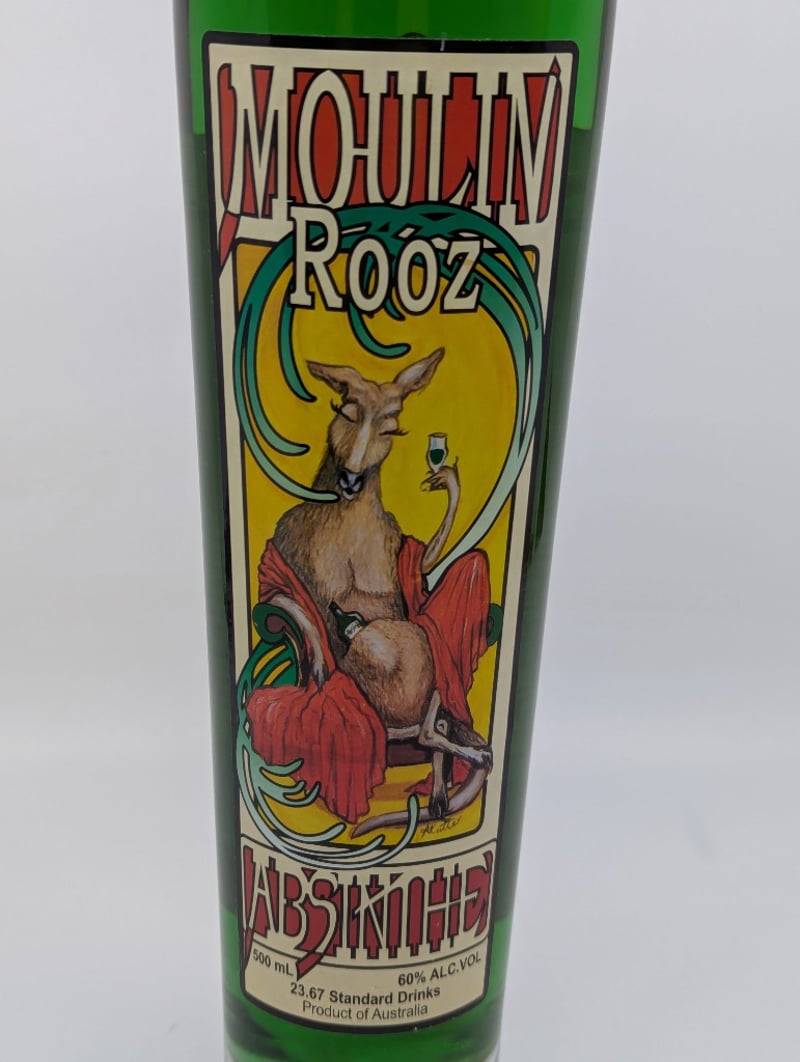 MOULIN
ROOZ
ABSINTHE
500 mL
60% ALC.VOL
23.67 Standard Drinks
Product of Australia